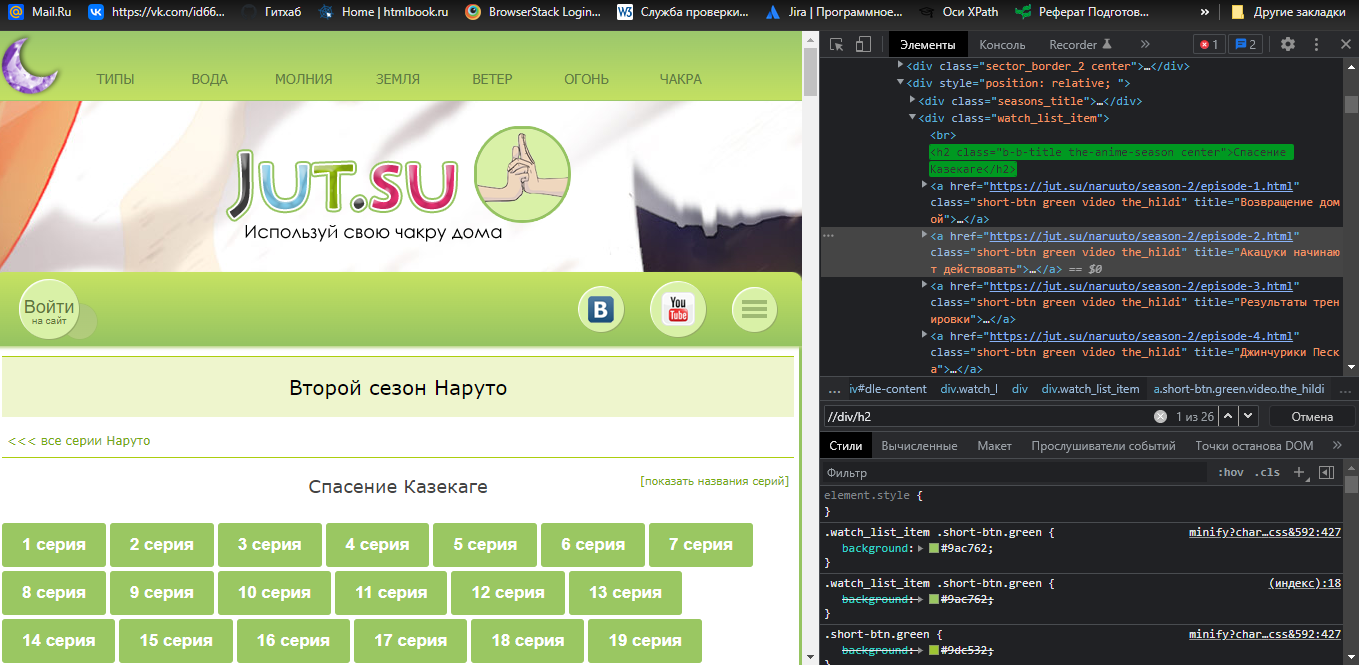 Mail.Ru
https://vk.com/id66...
Гитхаб
Home | htmlbook.ru
BrowserStack Login...
Служба проверки...
Jira | Программное...
Оси XPath
Реферат Подготов...
»
Другие закладки
ТИПЫ ВОДА МОЛНИЯ ЗЕМЛЯ ВЕТЕР ОГОНЬ ЧАКРА
JUT.SU
Используй свою чакру дома
Войти
на сайт
B
You
Tube
Второй сезон Наруто
<<< все серии Наруто
Спасение Казекаге
[показать названия серий]
1 серия 2 серия 3 серия 4 серия 5 серия 6 серия 7 серия
8 серия 9 серия 10 серия 11 серия 12 серия 13 серия
14 серия 15 серия 16 серия 17 серия 18 серия 19 серия
Элементы Консоль Recorder » 1 2
<div class="sector_border_2 center">…</div>
<div style="position: relative; ">
<div class="seasons_title">…</div>
<div class="watch_list_item">
<br>
<h2 class="b-b-title the-anime-season center">Спасение
Казекаге</h2>
<a href="https://jut.su/naruuto/season-2/episode-1.html"
class="short-btn green video the_hildi" title="Возвращение дом
ой">…</a>
<a href="https://jut.su/naruuto/season-2/episode-2.html"
class="short-btn green video the_hildi" title="Акацуки начинаю
т действовать">…</a> == $0
<a href="https://jut.su/naruuto/season-2/episode-3.html"
class="short-btn green video the_hildi" title="Результаты трен
ировки">…</a>
<a href="https://jut.su/naruuto/season-2/episode-4.html"
class="short-btn green video the_hildi" title="Джинчурики Песк
а">…</a>
... iv#dle-content div.watch_l div div.watch_list_item a.short-btn.green.video.the_hildi ...
//div/h2 1 из 26 Отмена
Стили Вычисленные Макет Прослушиватели событий Точки останова DOM »
Фильтр :hov .cls +
element.style {
}
.watch_list_item .short-btn.green { minify?char…css&592:427
background: #9ac762;
}
.watch_list_item .short-btn.green { (индекс):18
background: #9ac762;
}
.short-btn.green { minify?char…css&592:427
background: #9dc532;